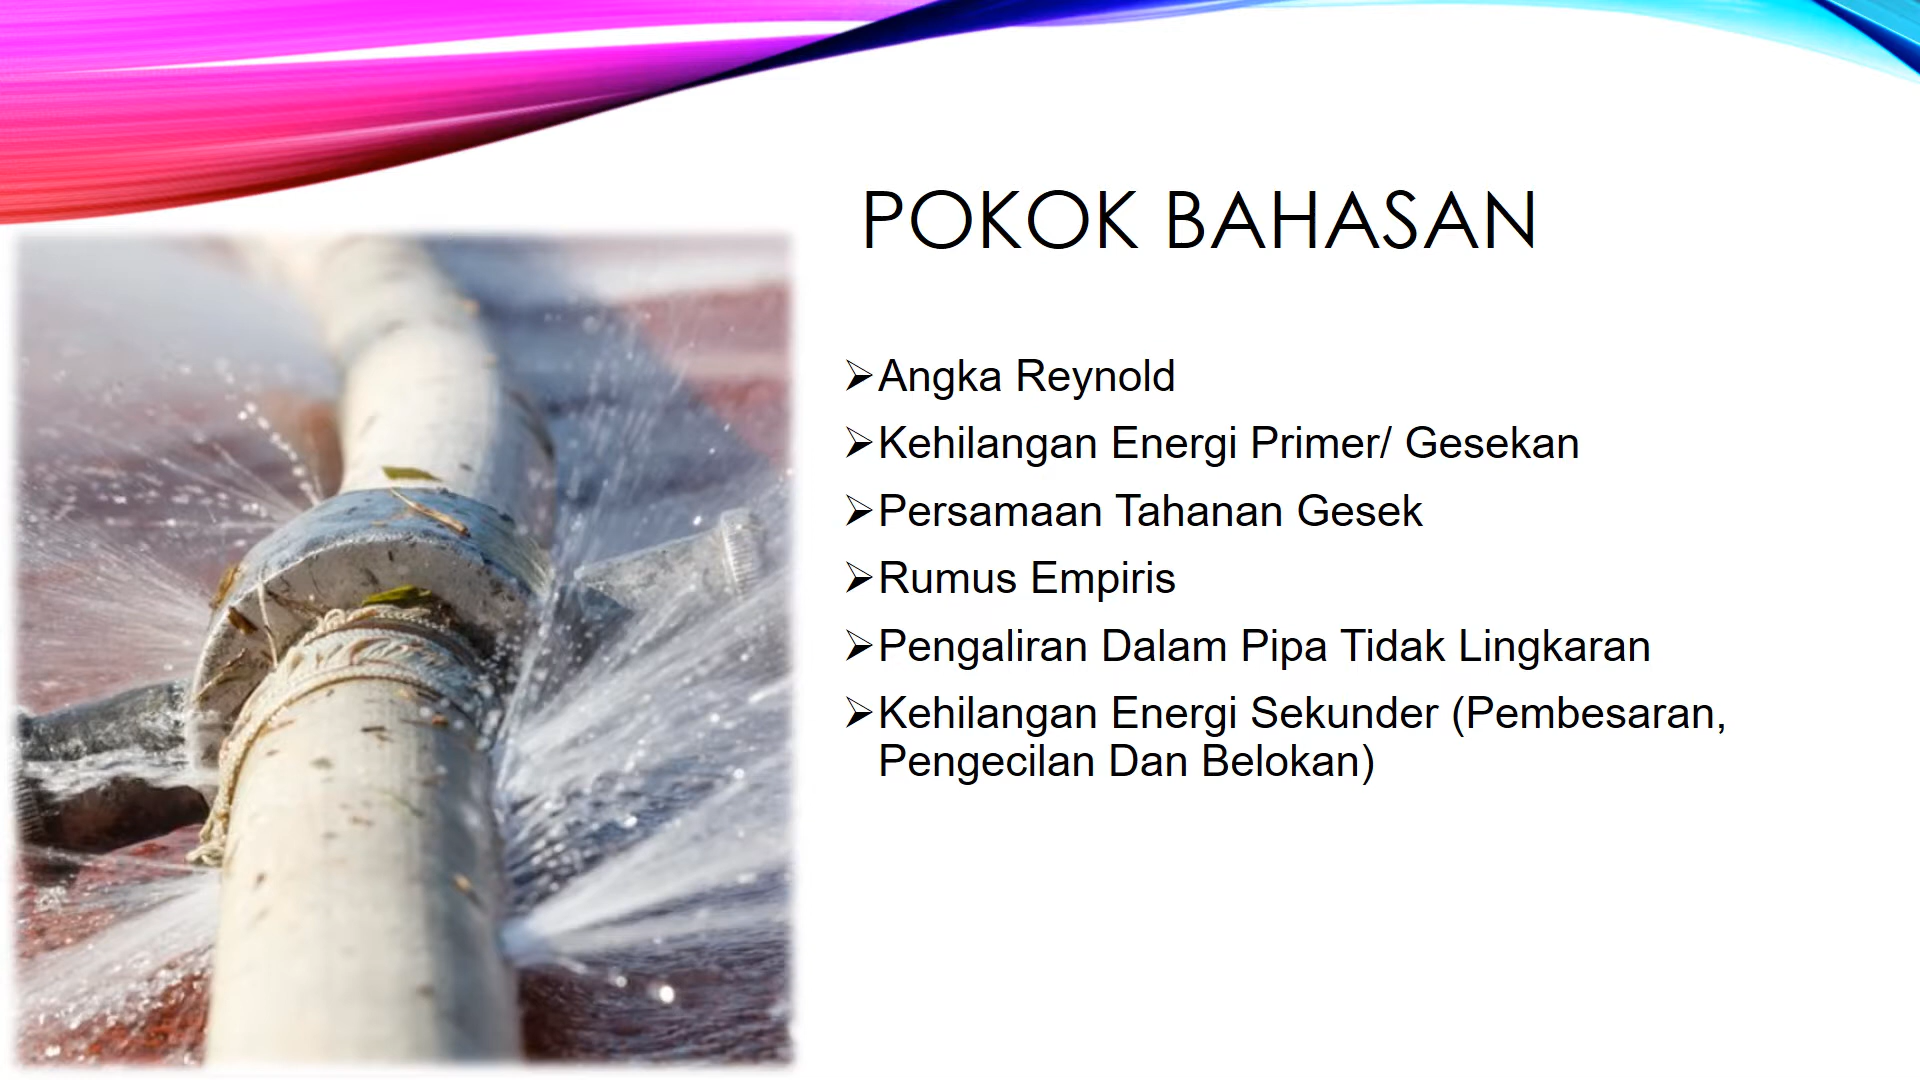 POKOK BAHASAN
➢Angka Reynold
➢Kehilangan Energi Primer/ Gesekan
➢Persamaan Tahanan Gesek
➢Rumus Empiris
➢Pengaliran Dalam Pipa Tidak Lingkaran
➢Kehilangan Energi Sekunder (Pembesaran,
Pengecilan Dan Belokan)